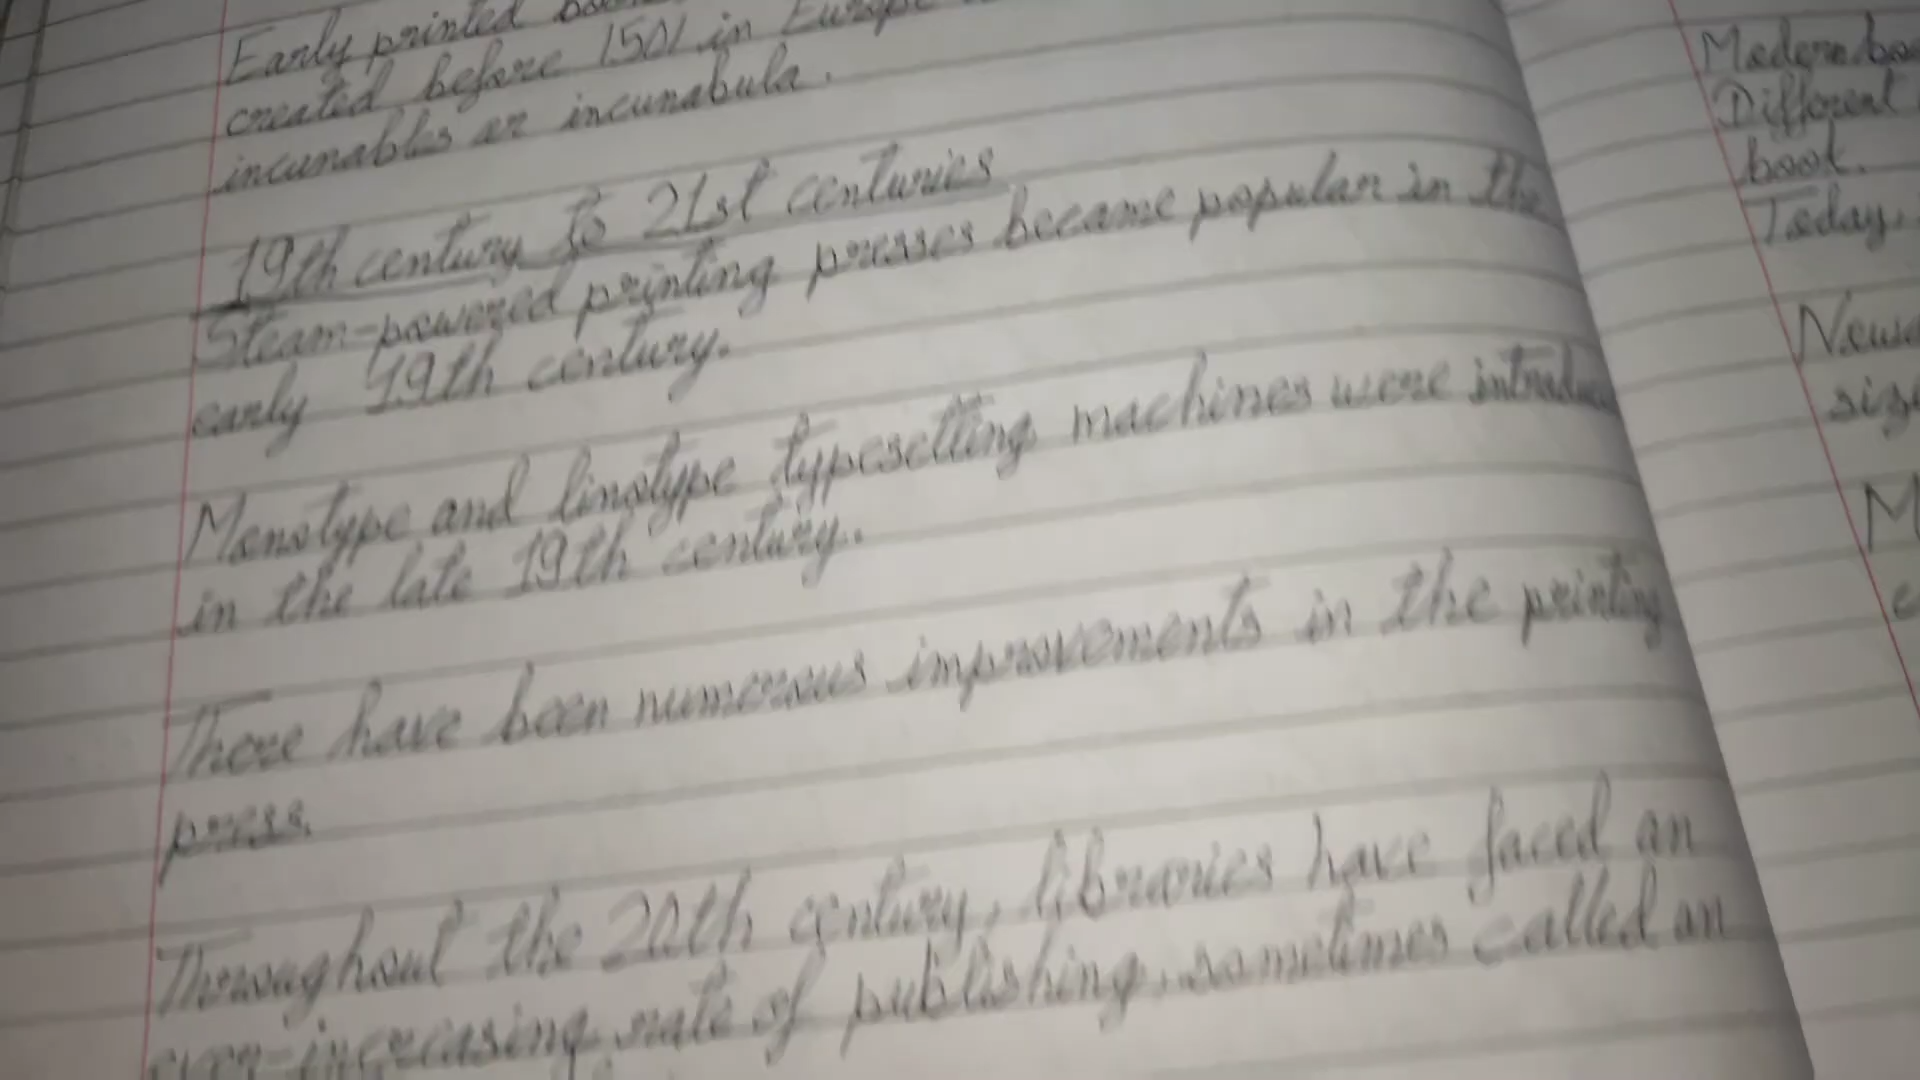 Early printed
created before 1501 in Europe
incunables or incunabula.
19th century to 21st centuries
Steam-powered printing presses became popular in the
early 19th century.
Monotype and linotype typesetting machines were
in the late 19th century.
There have been numerous improvements in the printing
press.
Throughout the 20th century, libraries have faced an
ever-increasing rate of publishing, sometimes called an
Modern
Different
book.
Today,